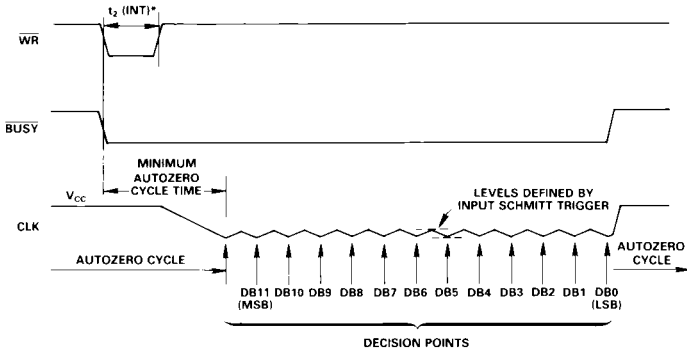 t2 (INT)*
WR
BUSY
MINIMUM
AUTOZERO
CYCLE TIME
VCC
LEVELS DEFINED BY
INPUT SCHMITT TRIGGER
CLK
AUTOZERO CYCLE
AUTOZERO
CYCLE
DB11 DB10 DB9 DB8 DB7 DB6 DB5 DB4 DB3 DB2 DB1 DB0
(MSB) (LSB)
DECISION POINTS